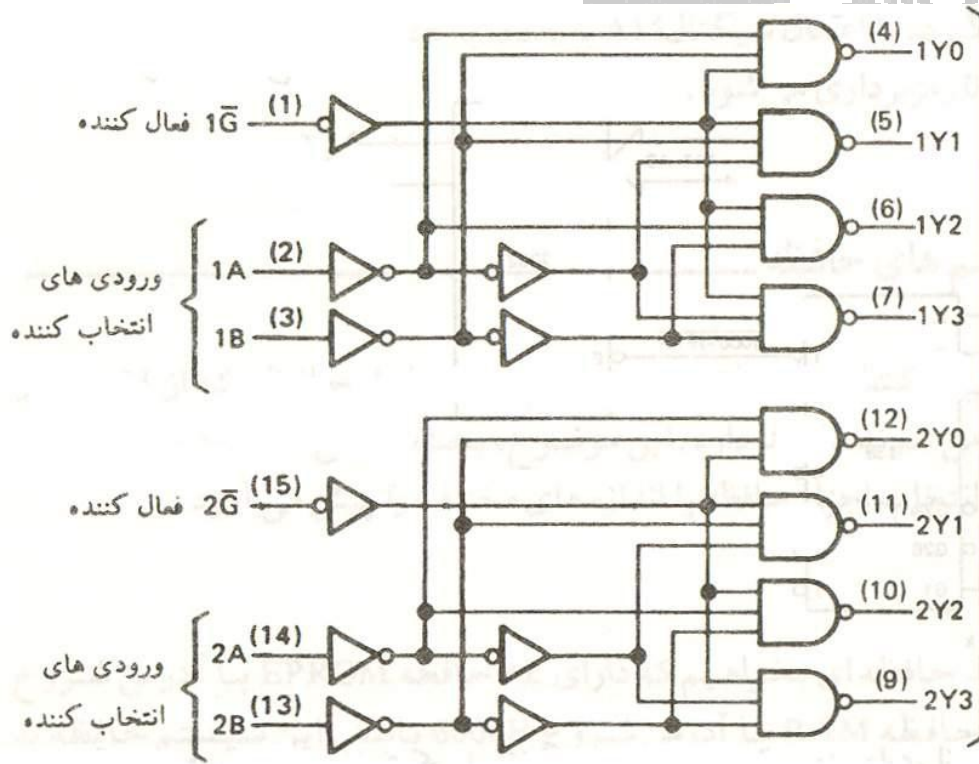 (4) 1Y0
فعال کننده 1G̅ (1)
(5) 1Y1
(6) 1Y2
ورودی های
انتخاب کننده
1A (2)
1B (3)
(7) 1Y3
(12) 2Y0
فعال کننده 2G̅ (15)
(11) 2Y1
(10) 2Y2
ورودی های
انتخاب کننده
2A (14)
2B (13)
(9) 2Y3